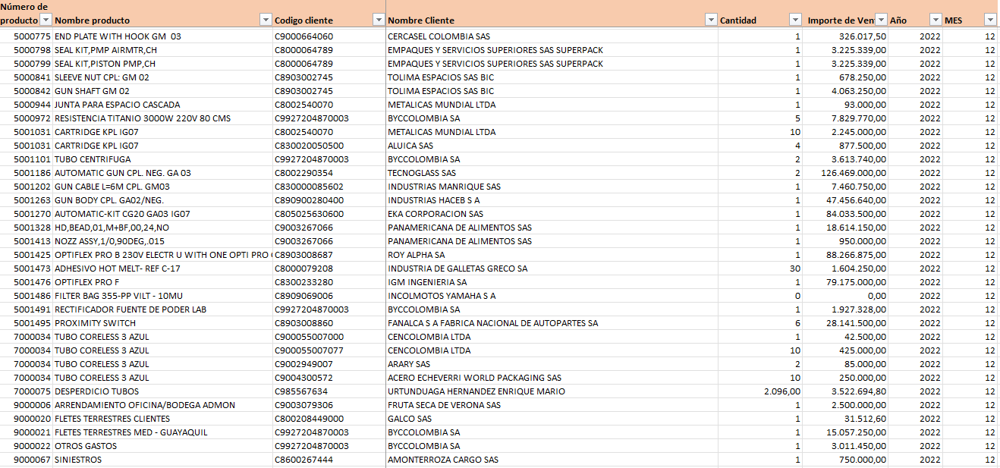 Número de
producto Nombre producto Codigo cliente Nombre Cliente Cantidad Importe de Ven Año MES
5000775 END PLATE WITH HOOK GM 03 C9000664060 CERCASEL COLOMBIA SAS 1 326.017,50 2022 12
5000798 SEAL KIT,PMP AIRMTR,CH C8000064789 EMPAQUES Y SERVICIOS SUPERIORES SAS SUPERPACK 1 3.225.339,00 2022 12
5000799 SEAL KIT,PISTON PMP,CH C8000064789 EMPAQUES Y SERVICIOS SUPERIORES SAS SUPERPACK 1 3.225.339,00 2022 12
5000841 SLEEVE NUT CPL: GM 02 C8903002745 TOLIMA ESPACIOS SAS BIC 1 678.250,00 2022 12
5000842 GUN SHAFT GM 02 C8903002745 TOLIMA ESPACIOS SAS BIC 1 4.063.250,00 2022 12
5000944 JUNTA PARA ESPACIO CASCADA C8002540070 METALICAS MUNDIAL LTDA 1 93.000,00 2022 12
5000972 RESISTENCIA TITANIO 3000W 220V 80 CMS C9927204870003 BYCCOLOMBIA SA 5 7.829.770,00 2022 12
5001031 CARTRIDGE KPL IG07 C8002540070 METALICAS MUNDIAL LTDA 10 2.245.000,00 2022 12
5001031 CARTRIDGE KPL IG07 C830020050500 ALUICA SAS 4 877.500,00 2022 12
5001101 TUBO CENTRIFUGA C9927204870003 BYCCOLOMBIA SA 2 3.613.740,00 2022 12
5001186 AUTOMATIC GUN CPL. NEG. GA 03 C8002290354 TECNOGLASS SAS 2 126.469.000,00 2022 12
5001202 GUN CABLE L=6M CPL. GM03 C830000085602 INDUSTRIAS MANRIQUE SAS 1 7.460.750,00 2022 12
5001263 GUN BODY CPL. GA02/NEG. C890900280400 INDUSTRIAS HACEB S A 1 47.456.640,00 2022 12
5001270 AUTOMATIC-KIT CG20 GA03 IG07 C805025630600 EKA CORPORACION SAS 1 84.033.500,00 2022 12
5001328 HD,BEAD,01,M+BF,00,24,NO C9003267066 PANAMERICANA DE ALIMENTOS SAS 1 18.614.150,00 2022 12
5001413 NOZZ ASSY,1/0,90DEG,.015 C9003267066 PANAMERICANA DE ALIMENTOS SAS 1 950.000,00 2022 12
5001425 OPTIFLEX PRO B 230V ELECTR U WITH ONE OPTI PRO C8903008687 ROY ALPHA SA 1 88.266.875,00 2022 12
5001473 ADHESIVO HOT MELT- REF C-17 C8000079208 INDUSTRIA DE GALLETAS GRECO SA 30 1.604.250,00 2022 12
5001476 OPTIFLEX PRO F C8300233280 IGM INGENIERIA SA 1 79.175.000,00 2022 12
5001486 FILTER BAG 355-PP VILT - 10MU C8909069006 INCOLMOTOS YAMAHA S A 0 0,00 2022 12
5001491 RECTIFICADOR FUENTE DE PODER LAB C9927204870003 BYCCOLOMBIA SA 1 1.927.328,00 2022 12
5001495 PROXIMITY SWITCH C8903008860 FANALCA S A FABRICA NACIONAL DE AUTOPARTES SA 6 28.141.500,00 2022 12
7000034 TUBO CORELESS 3 AZUL C900055007000 CENCOLOMBIA LTDA 1 42.500,00 2022 12
7000034 TUBO CORELESS 3 AZUL C900055007077 CENCOLOMBIA LTDA 10 425.000,00 2022 12
7000034 TUBO CORELESS 3 AZUL C9002949007 ARARY SAS 2 85.000,00 2022 12
7000034 TUBO CORELESS 3 AZUL C9004300572 ACERO ECHEVERRI WORLD PACKAGING SAS 10 250.000,00 2022 12
7000075 DESPERDICIO TUBOS C985567634 URTUNDUAGA HERNANDEZ ENRIQUE MARIO 2.096,00 3.522.694,80 2022 12
9000006 ARRENDAMIENTO OFICINA/BODEGA ADMON C9003079306 FRUTA SECA DE VERONA SAS 1 2.500.000,00 2022 12
9000020 FLETES TERRESTRES CLIENTES C800208449000 GALCO SAS 1 31.512,60 2022 12
9000021 FLETES TERRESTRES MED - GUAYAQUIL C9927204870003 BYCCOLOMBIA SA 1 15.057.250,00 2022 12
9000022 OTROS GASTOS C9927204870003 BYCCOLOMBIA SA 1 3.011.450,00 2022 12
9000067 SINIESTROS C8600267444 AMONTERROZA CARGO SAS 1 750.000,00 2022 12